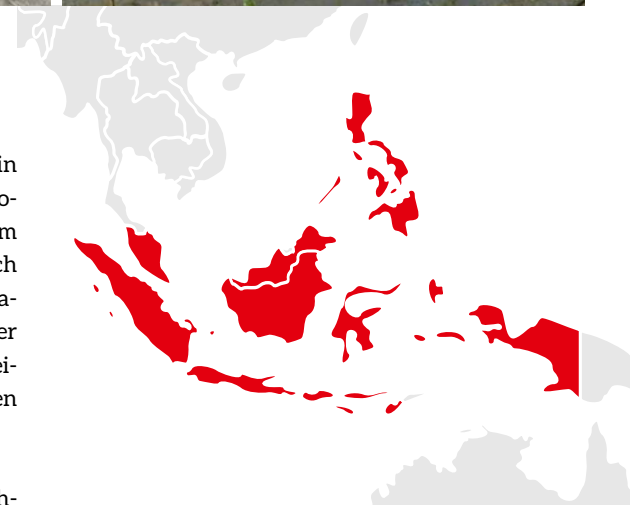 in
o-
m
ch
a-
er
ei-
en
n-